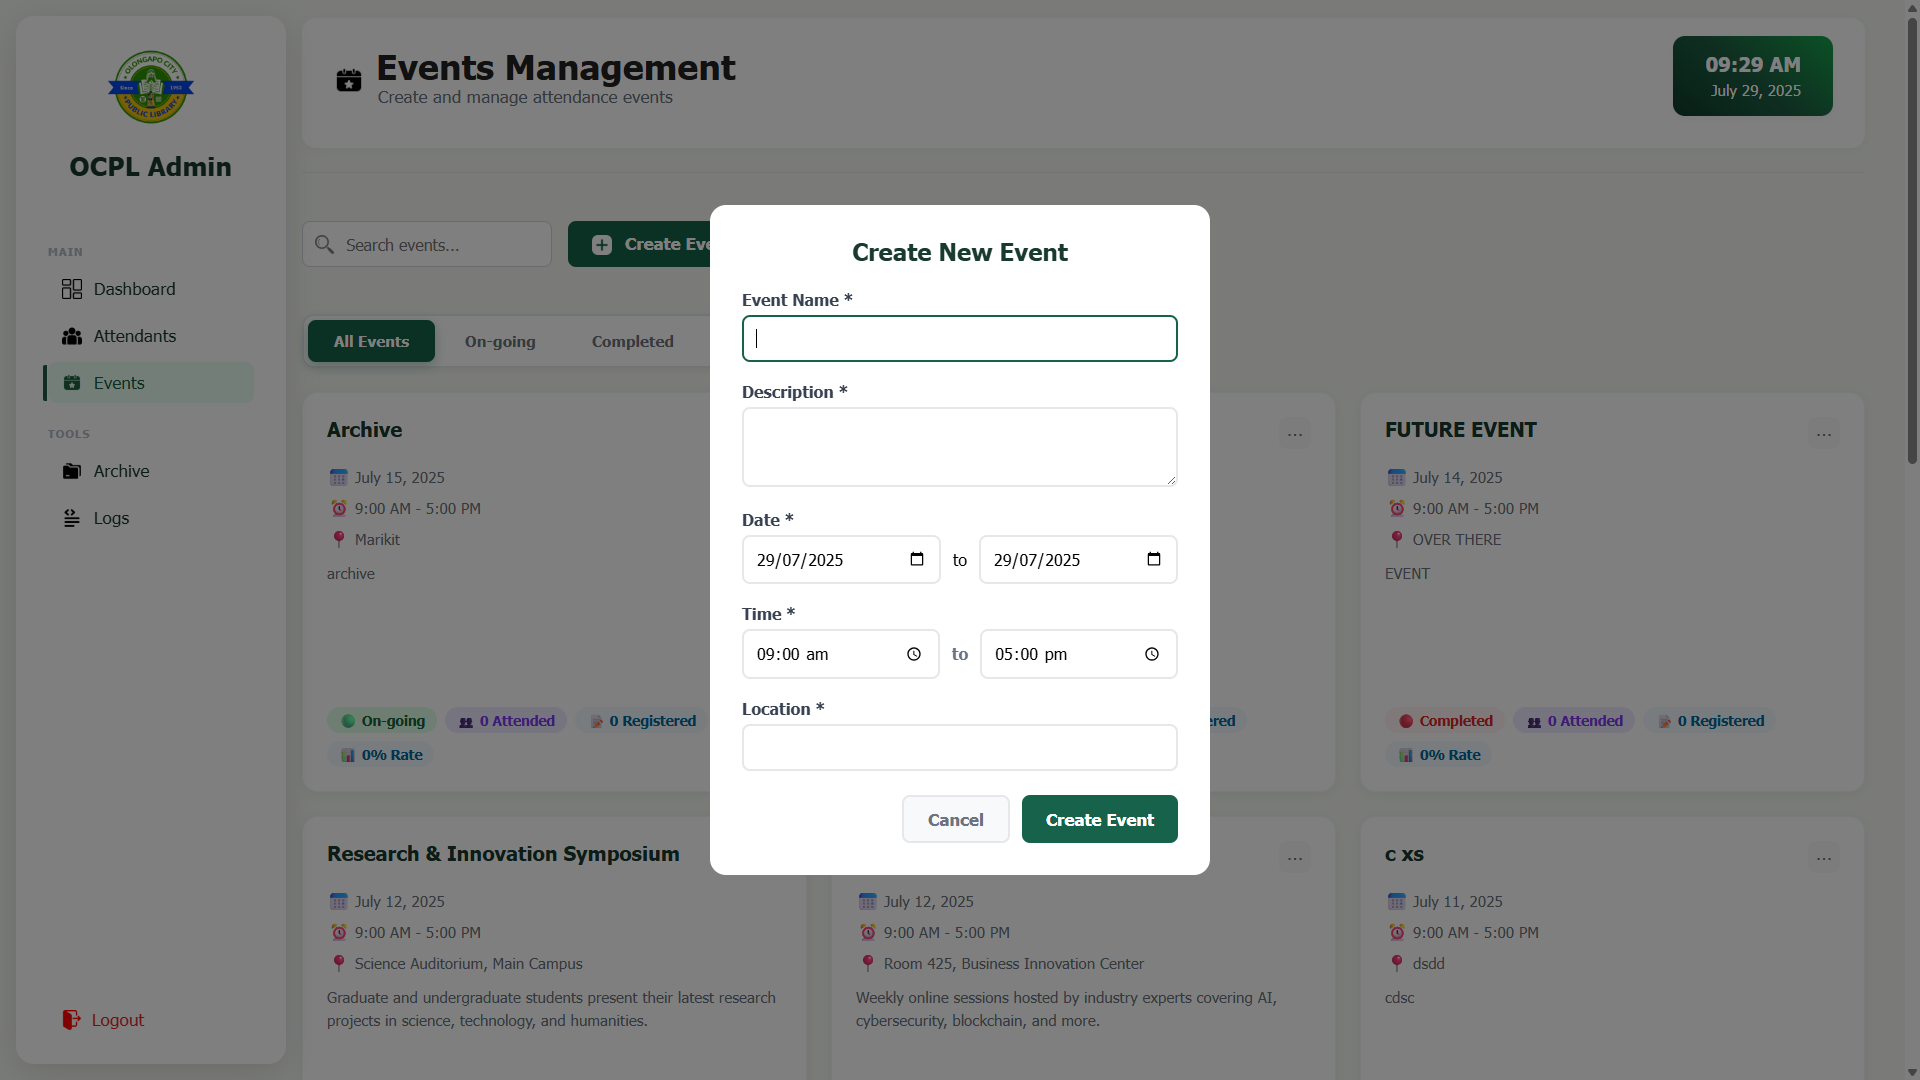 OLONGAPO CITY
Since 1952
PUBLIC LIBRARY
OCPL Admin
MAIN
Dashboard
Attendants
Events
TOOLS
Archive
Logs
Logout
Events Management
Create and manage attendance events
09:29 AM
July 29, 2025
Search events...
Create Eve
All Events
On-going
Completed
Archive
...
July 15, 2025
9:00 AM - 5:00 PM
Marikit
archive
On-going
0 Attended
0 Registered
0% Rate
ered
FUTURE EVENT
...
July 14, 2025
9:00 AM - 5:00 PM
OVER THERE
EVENT
Completed
0 Attended
0 Registered
0% Rate
Research & Innovation Symposium
July 12, 2025
9:00 AM - 5:00 PM
Science Auditorium, Main Campus
Graduate and undergraduate students present their latest research
projects in science, technology, and humanities.
...
July 12, 2025
9:00 AM - 5:00 PM
Room 425, Business Innovation Center
Weekly online sessions hosted by industry experts covering AI,
cybersecurity, blockchain, and more.
c xs
...
July 11, 2025
9:00 AM - 5:00 PM
dsdd
cdsc
Create New Event
Event Name *
Description *
Date *
29/07/2025 to 29/07/2025
Time *
09:00 am to 05:00 pm
Location *
Cancel
Create Event